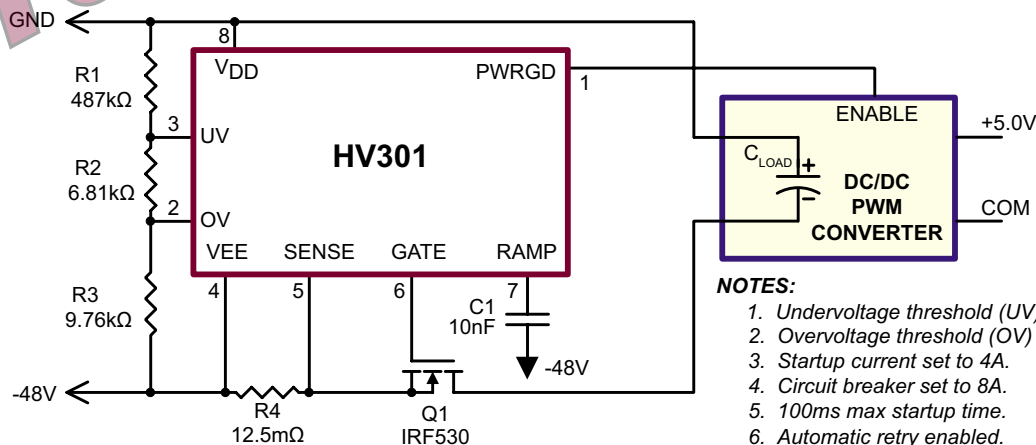 GND
R1
487kΩ
R2
6.81kΩ
R3
9.76kΩ
-48V
8
VDD
PWRGD
1
3
UV
HV301
2
OV
VEE
SENSE
GATE
RAMP
4
5
6
7
C1
10nF
-48V
R4
12.5mΩ
Q1
IRF530
ENABLE
+5.0V
CLOAD
+
–
DC/DC
PWM
CONVERTER
COM
NOTES:
1. Undervoltage threshold (UV)
2. Overvoltage threshold (OV)
3. Startup current set to 4A.
4. Circuit breaker set to 8A.
5. 100ms max startup time.
6. Automatic retry enabled.